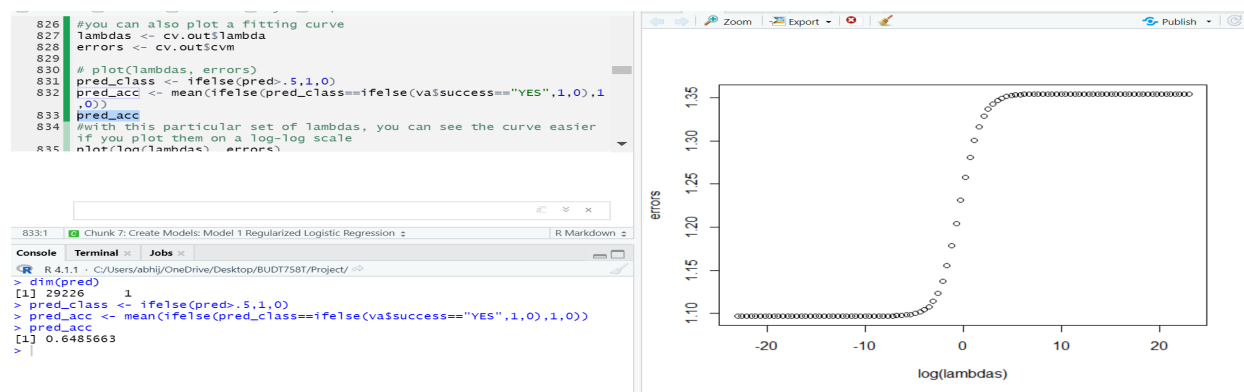 826 #you can also plot a fitting curve
827 lambdas <- cv.out$lambda
828 errors <- cv.out$cvm
829
830 # plot(lambdas, errors)
831 pred_class <- ifelse(pred>.5,1,0)
832 pred_acc <- mean(ifelse(pred_class==ifelse(va$success=="YES",1,0),1
,0))
833 pred_acc
834 #with this particular set of lambdas, you can see the curve easier
if you plot them on a log-log scale
835 plot(log(lambdas), errors)
833:1 Chunk 7: Create Models: Model 1 Regularized Logistic Regression R Markdown
Console Terminal × Jobs ×
R 4.1.1 · C:/Users/abhij/OneDrive/Desktop/BUDT758T/Project/
> dim(pred)
[1] 29226 1
> pred_class <- ifelse(pred>.5,1,0)
> pred_acc <- mean(ifelse(pred_class==ifelse(va$success=="YES",1,0),1,0))
> pred_acc
[1] 0.6485663
>
Zoom Export Publish
errors
1.35
1.30
1.25
1.20
1.15
1.10
-20 -10 0 10 20
log(lambdas)